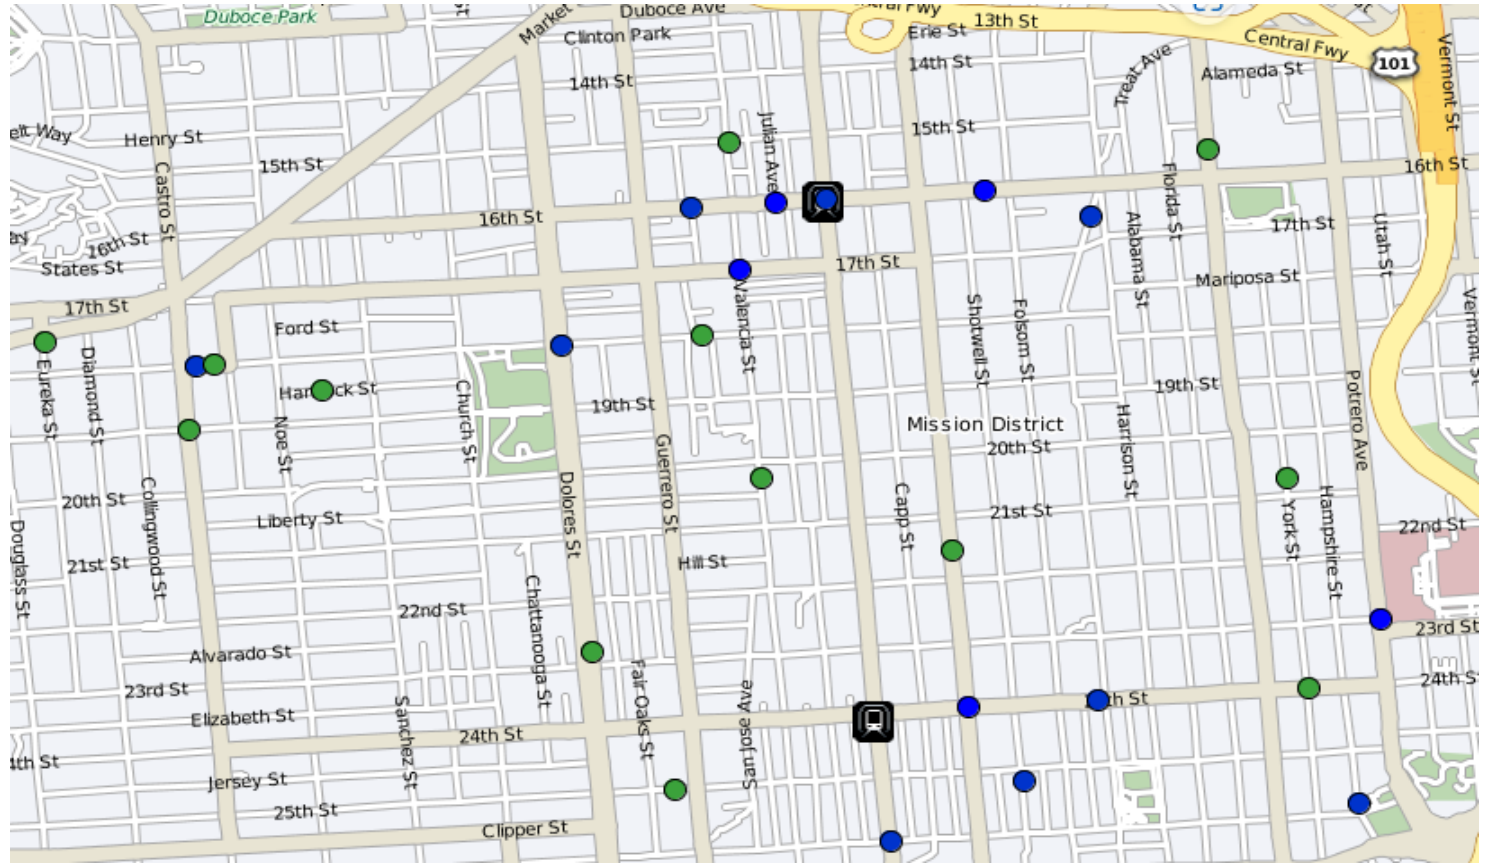 Duboce Park
Market
Duboce Ave
Clinton Park
14th St
Fwy
Erie St
13th St
14th St
Central Fwy
101
Vermont St
Treat Ave
Alameda St
Henry St
Way
15th St
Castro St
Julian Ave
15th St
Florida St
16th St
16th St
16th St
States St
17th St
17th St
Alabama St
17th St
Utah St
Mariposa St
Vermont St
Ford St
Valencia St
Shotwell St
Folsom St
Eureka St
Diamond St
Noe St
Church St
19th St
19th St
Mission District
20th St
Harrison St
Potrero Ave
Guerrero St
Dolores St
Capp St
20th St
Collingwood St
Liberty St
21st St
York St
Hampshire St
22nd St
Douglass St
21st St
Hill St
Chattanooga St
22nd St
23rd St
Alvarado St
Fair Oaks St
San Jose Ave
23rd St
Sanchez St
Elizabeth St
24th St
24th St
Jersey St
25th St
Clipper St